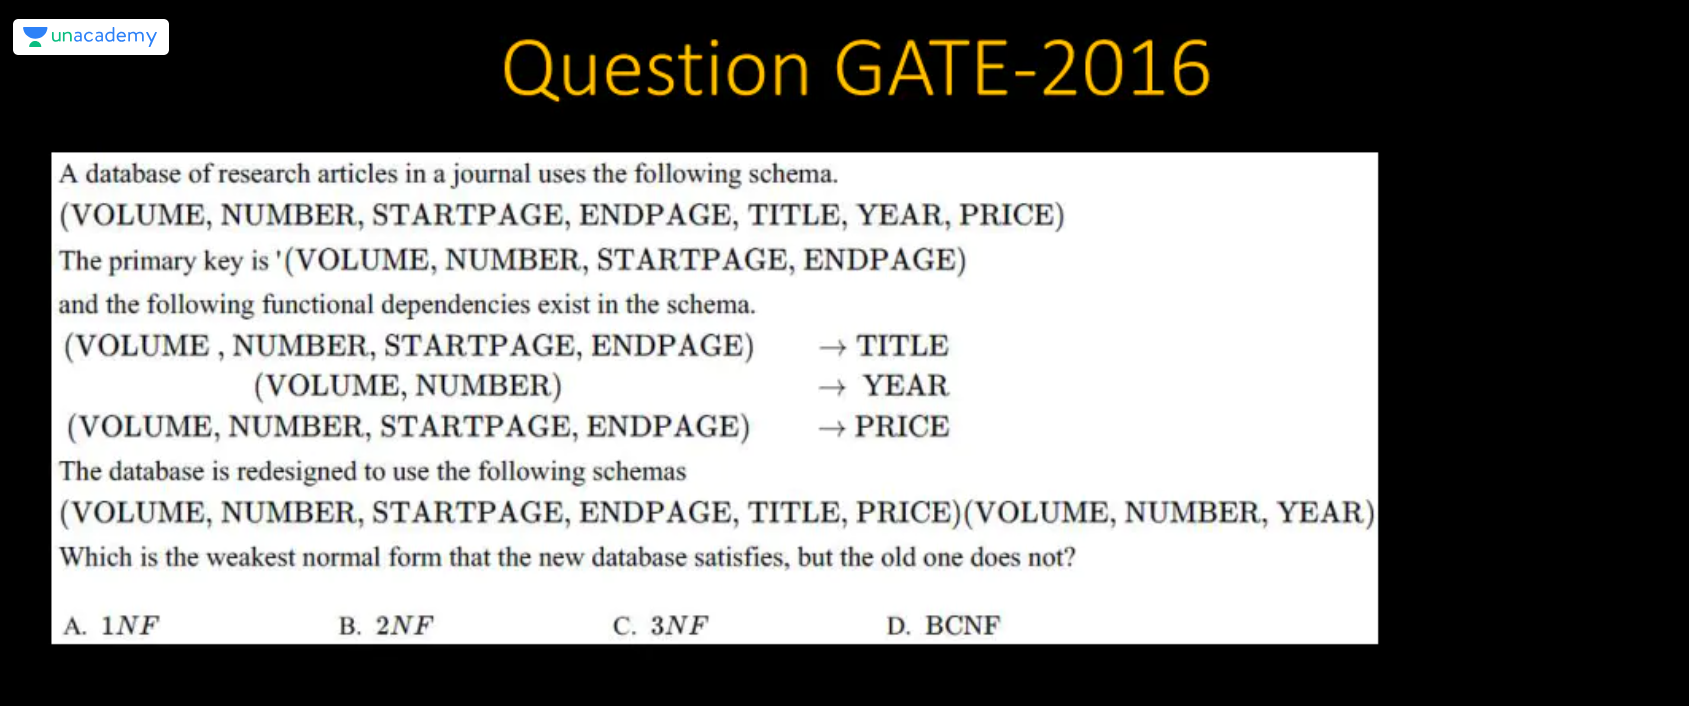 unacademy
Question GATE-2016
A database of research articles in a journal uses the following schema.
(VOLUME, NUMBER, STARTPAGE, ENDPAGE, TITLE, YEAR, PRICE)
The primary key is '(VOLUME, NUMBER, STARTPAGE, ENDPAGE)
and the following functional dependencies exist in the schema.
(VOLUME , NUMBER, STARTPAGE, ENDPAGE) → TITLE
(VOLUME, NUMBER) → YEAR
(VOLUME, NUMBER, STARTPAGE, ENDPAGE) → PRICE
The database is redesigned to use the following schemas
(VOLUME, NUMBER, STARTPAGE, ENDPAGE, TITLE, PRICE)(VOLUME, NUMBER, YEAR)
Which is the weakest normal form that the new database satisfies, but the old one does not?
A. 1NF B. 2NF C. 3NF D. BCNF